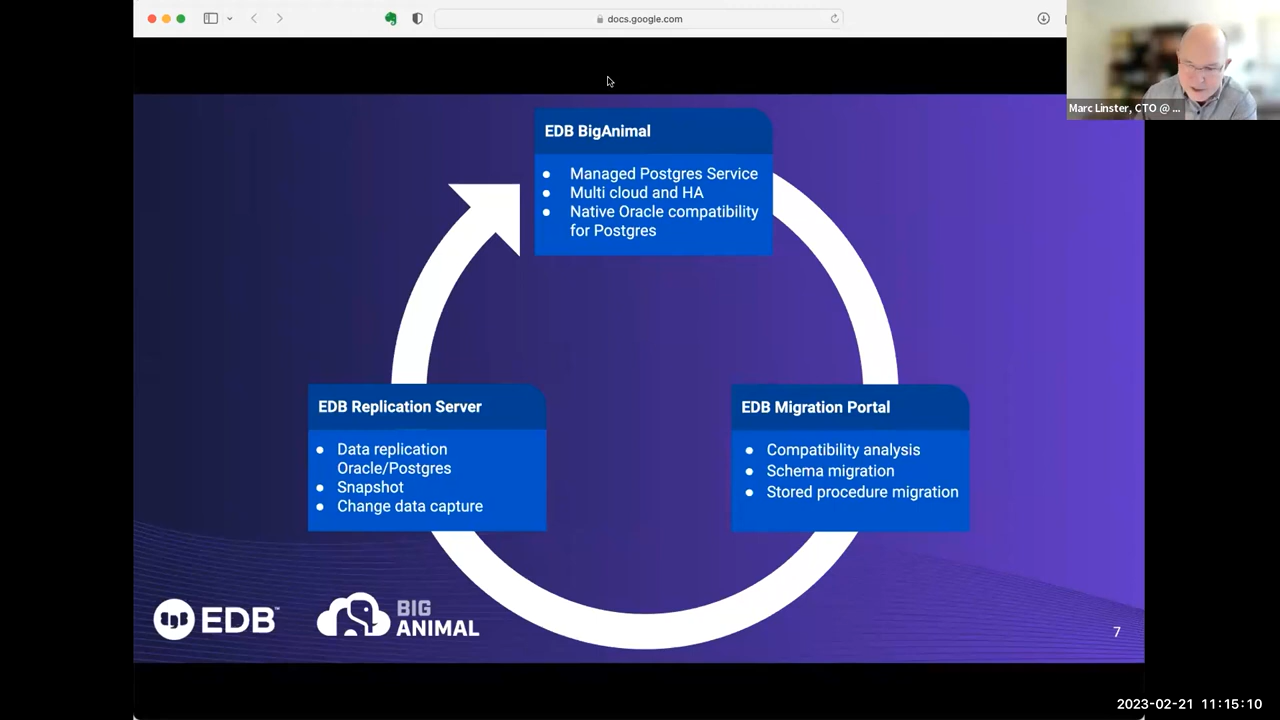 docs.google.com
Marc Linster, CTO @ ...
EDB BigAnimal
● Managed Postgres Service
● Multi cloud and HA
● Native Oracle compatibility
for Postgres
EDB Replication Server
● Data replication
Oracle/Postgres
● Snapshot
● Change data capture
EDB Migration Portal
● Compatibility analysis
● Schema migration
● Stored procedure migration
EDB™
BIG
ANIMAL
7
2023-02-21 11:15:10